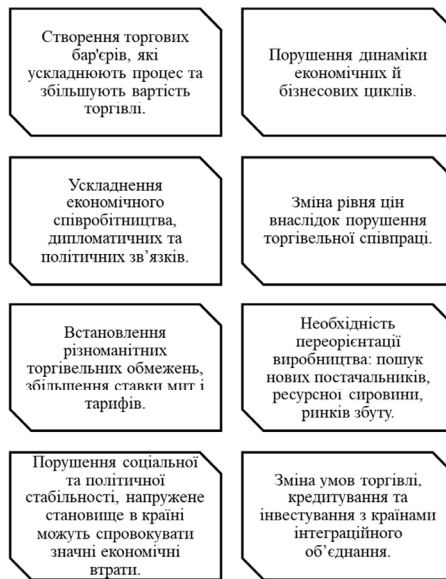 Створення торгових
бар'єрів, які
ускладнюють процес та
збільшують вартість
торгівлі.
Порушення динаміки
економічних й
бізнесових циклів.
Ускладнення
економічного
співробітництва,
дипломатичних та
політичних зв’язків.
Зміна рівня цін
внаслідок порушення
торгівельної співпраці.
Встановлення
різноманітних
торгівельних обмежень,
збільшення ставки мит і
тарифів.
Необхідність
переорієнтації
виробництва: пошук
нових постачальників,
ресурсної сировини,
ринків збуту.
Порушення соціальної
та політичної
стабільності, напружене
становище в країні
можуть спровокувати
значні економічні
втрати.
Зміна умов торгівлі,
кредитування та
інвестування з країнами
інтеграційного
об’єднання.